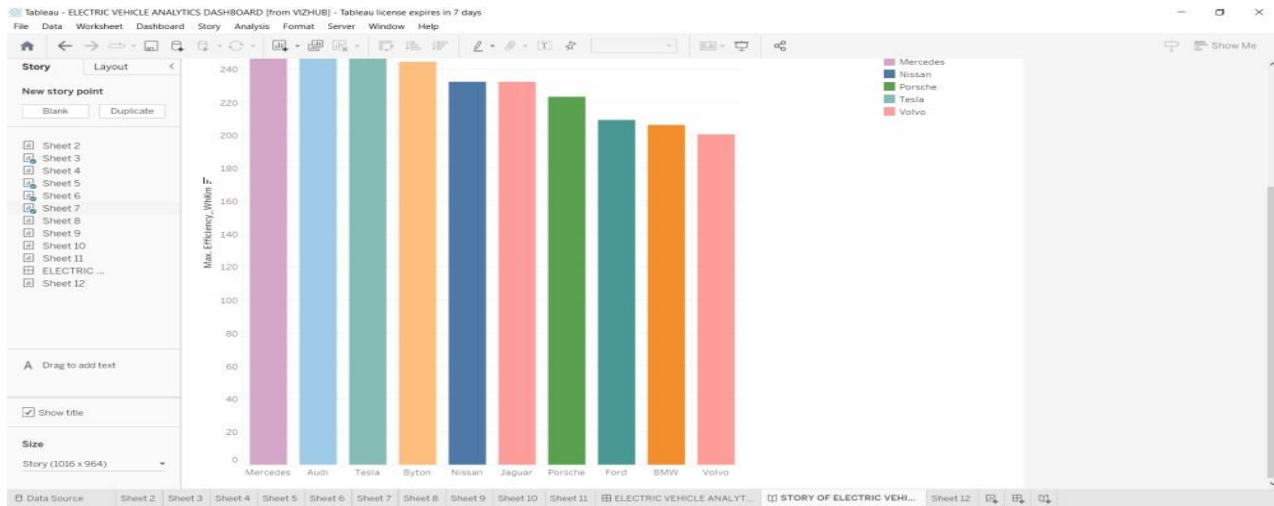 Tableau - ELECTRIC VEHICLE ANALYTICS DASHBOARD [from VIZHUB] - Tableau license expires in 7 days
File Data Worksheet Dashboard Story Analysis Format Server Window Help
Show Me
Story Layout
New story point
Blank Duplicate
Sheet 2
Sheet 3
Sheet 4
Sheet 5
Sheet 6
Sheet 7
Sheet 8
Sheet 9
Sheet 10
Sheet 11
ELECTRIC ...
Sheet 12
A Drag to add text
Show title
Size
Story (1016 x 964)
Max. Efficiency_WhKm
240
220
200
180
160
140
120
100
80
60
40
20
0
Mercedes Audi Tesla Byton Nissan Jaguar Porsche Ford BMW Volvo
Mercedes
Nissan
Porsche
Tesla
Volvo
Data Source Sheet 2 Sheet 3 Sheet 4 Sheet 5 Sheet 6 Sheet 7 Sheet 8 Sheet 9 Sheet 10 Sheet 11 ELECTRIC VEHICLE ANALYT... STORY OF ELECTRIC VEHI... Sheet 12